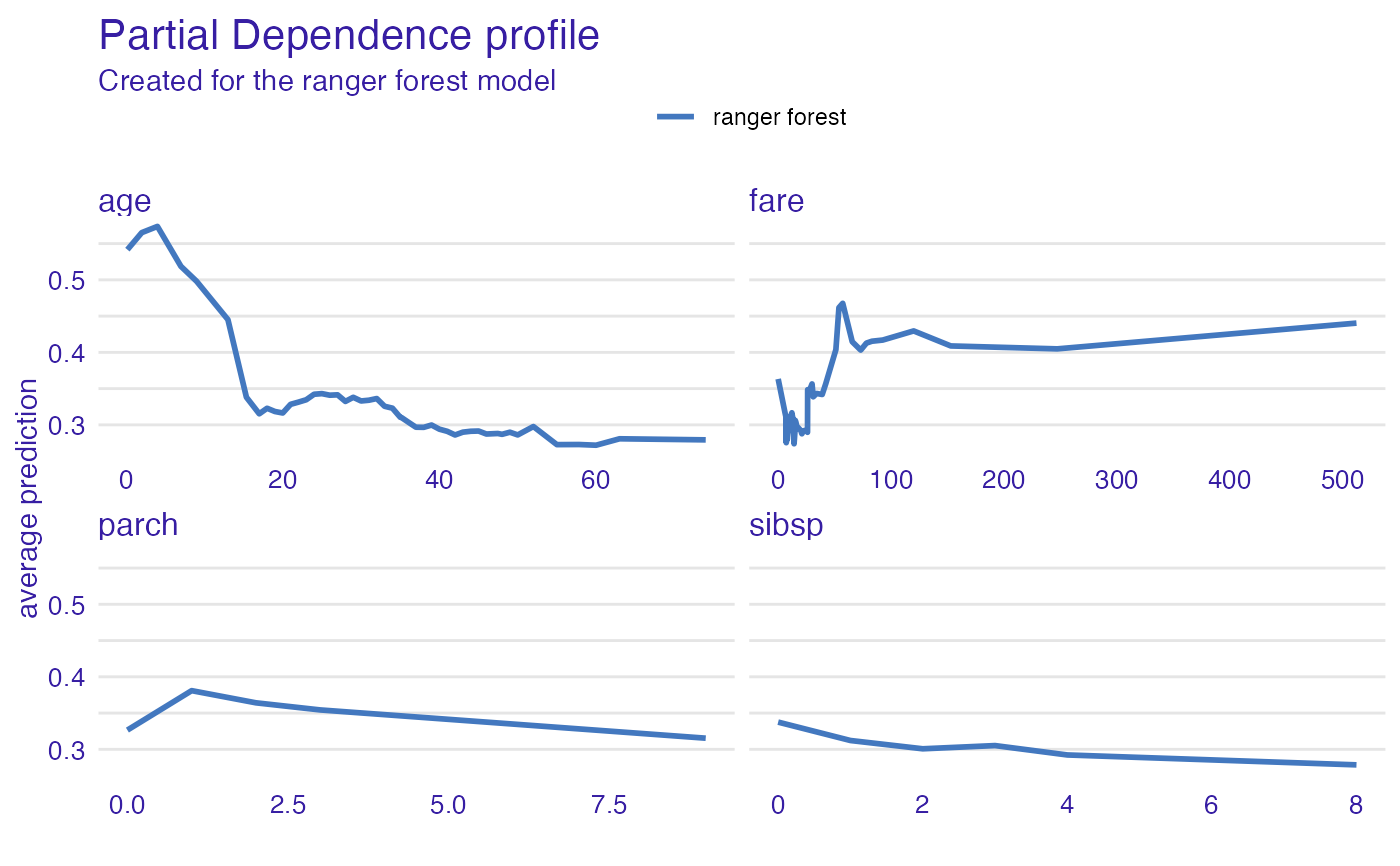 Partial Dependence profile
Created for the ranger forest model
ranger forest
age
fare
0.5
0.4
0.3
0 20 40 60
0 100 200 300 400 500
average prediction
parch
sibsp
0.5
0.4
0.3
0.0 2.5 5.0 7.5
0 2 4 6 8